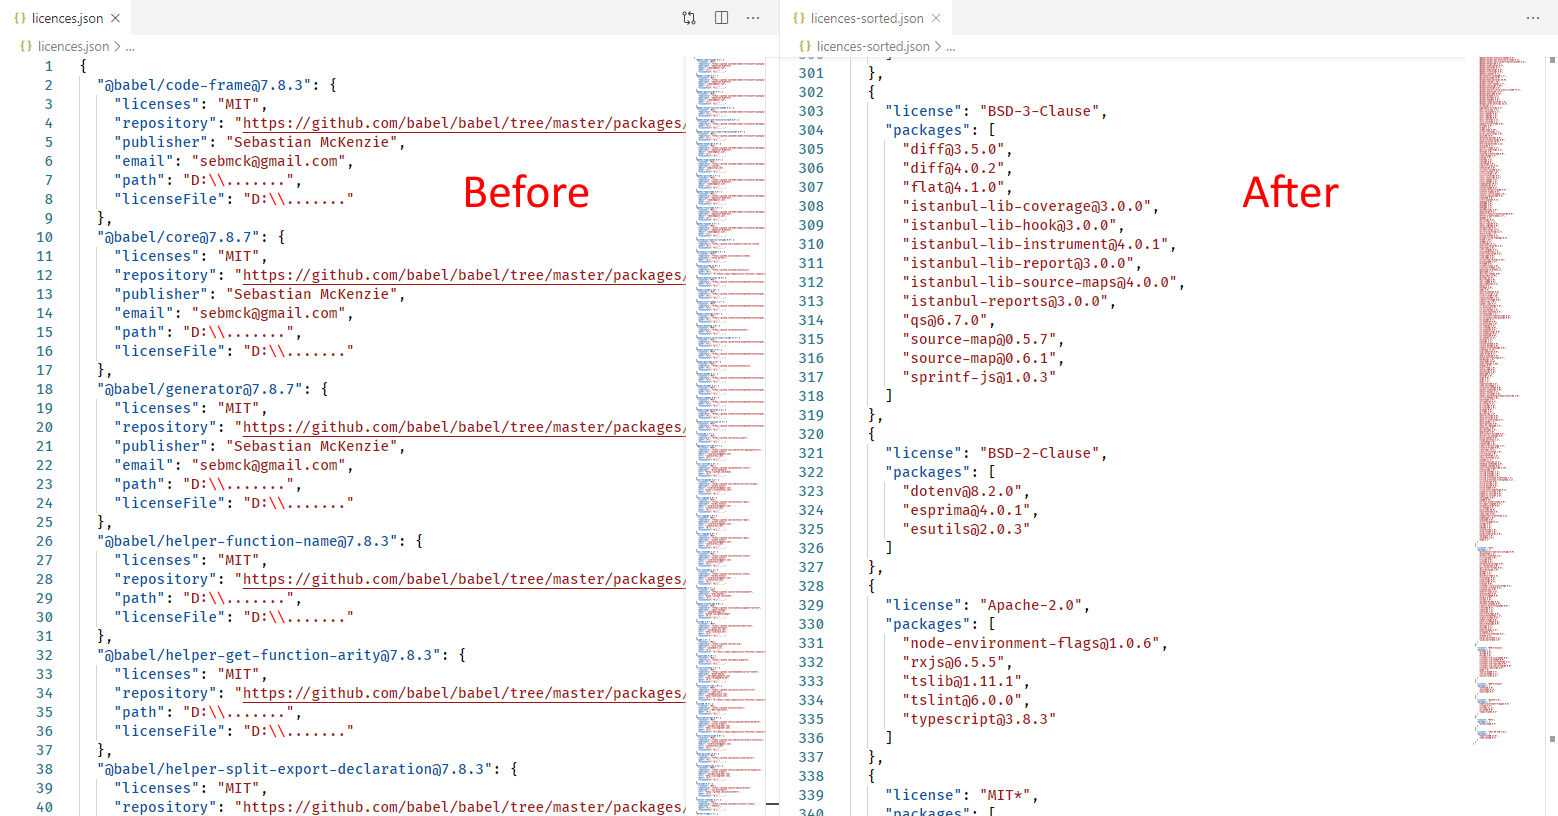 licences.json
licences.json > ...
1 {
2 "@babel/code-frame@7.8.3": {
3 "licenses": "MIT",
4 "repository": "https://github.com/babel/babel/tree/master/packages/
5 "publisher": "Sebastian McKenzie",
6 "email": "sebmck@gmail.com",
7 "path": "D:\\.......",
8 "licenseFile": "D:\\......."
9 },
10 "@babel/core@7.8.7": {
11 "licenses": "MIT",
12 "repository": "https://github.com/babel/babel/tree/master/packages/
13 "publisher": "Sebastian McKenzie",
14 "email": "sebmck@gmail.com",
15 "path": "D:\\.......",
16 "licenseFile": "D:\\......."
17 },
18 "@babel/generator@7.8.7": {
19 "licenses": "MIT",
20 "repository": "https://github.com/babel/babel/tree/master/packages/
21 "publisher": "Sebastian McKenzie",
22 "email": "sebmck@gmail.com",
23 "path": "D:\\.......",
24 "licenseFile": "D:\\......."
25 },
26 "@babel/helper-function-name@7.8.3": {
27 "licenses": "MIT",
28 "repository": "https://github.com/babel/babel/tree/master/packages/
29 "path": "D:\\.......",
30 "licenseFile": "D:\\......."
31 },
32 "@babel/helper-get-function-arity@7.8.3": {
33 "licenses": "MIT",
34 "repository": "https://github.com/babel/babel/tree/master/packages/
35 "path": "D:\\.......",
36 "licenseFile": "D:\\......."
37 },
38 "@babel/helper-split-export-declaration@7.8.3": {
39 "licenses": "MIT",
40 "repository": "https://github.com/babel/babel/tree/master/packages/
Before
licences-sorted.json
licences-sorted.json > ...
300 ]
301 },
302 {
303 "license": "BSD-3-Clause",
304 "packages": [
305 "diff@3.5.0",
306 "diff@4.0.2",
307 "flat@4.1.0",
308 "istanbul-lib-coverage@3.0.0",
309 "istanbul-lib-hook@3.0.0",
310 "istanbul-lib-instrument@4.0.1",
311 "istanbul-lib-report@3.0.0",
312 "istanbul-lib-source-maps@4.0.0",
313 "istanbul-reports@3.0.0",
314 "qs@6.7.0",
315 "source-map@0.5.7",
316 "source-map@0.6.1",
317 "sprintf-js@1.0.3"
318 ]
319 },
320 {
321 "license": "BSD-2-Clause",
322 "packages": [
323 "dotenv@8.2.0",
324 "esprima@4.0.1",
325 "esutils@2.0.3"
326 ]
327 },
328 {
329 "license": "Apache-2.0",
330 "packages": [
331 "node-environment-flags@1.0.6",
332 "rxjs@6.5.5",
333 "tslib@1.11.1",
334 "tslint@6.0.0",
335 "typescript@3.8.3"
336 ]
337 },
338 {
339 "license": "MIT*",
340 "packages": [
After